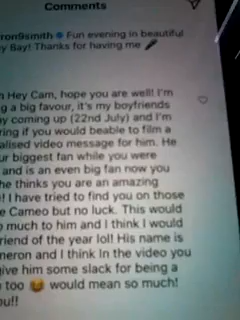 Comments
ron9smith Fun evening in beautiful
y Bay! Thanks for having me 🎤
n Hey Cam, hope you are well! I'm
g a big favour, it's my boyfriends
ay coming up (22nd July) and I'm
ring if you would beable to film a
alised video message for him. He
ur biggest fan while you were
and is an even big fan now you
he thinks you are an amazing
! I have tried to find you on those
e Cameo but no luck. This would
o much to him and I think I would
riend of the year lol! His name is
meron and I think In the video you
give him some slack for being a
too 😅 would mean so much!
ou!!